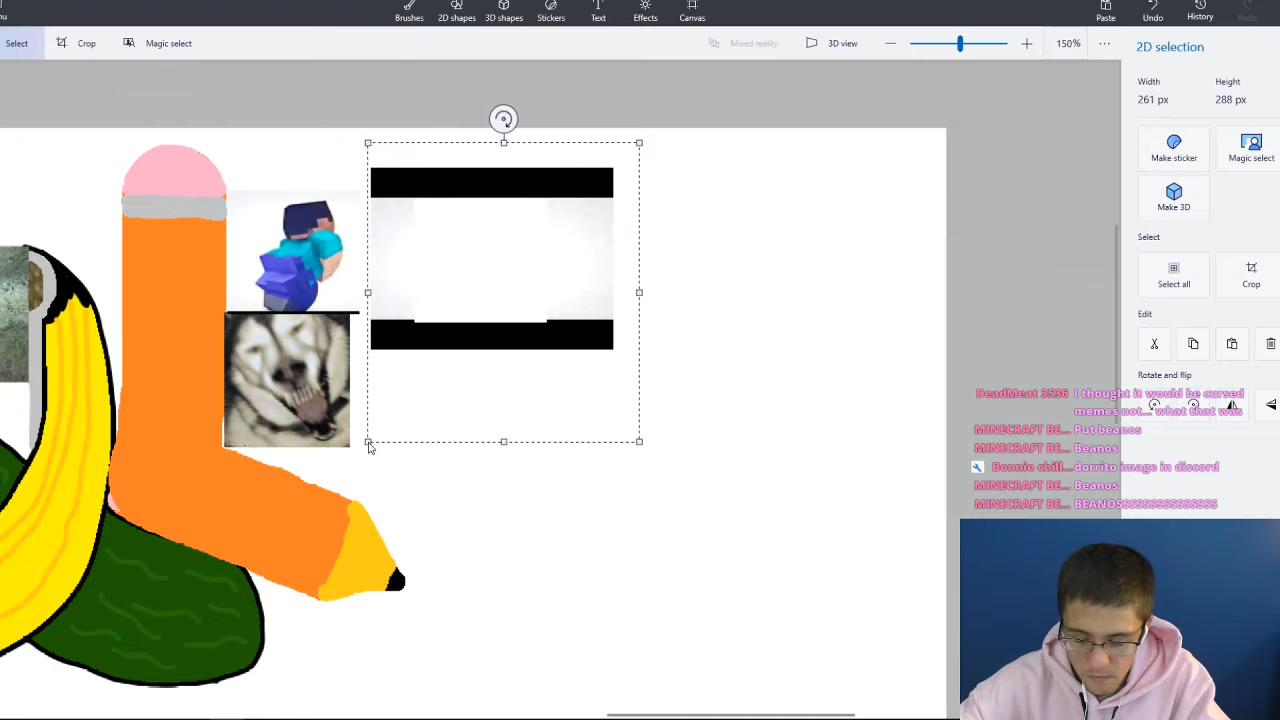 nu
Brushes
2D shapes
3D shapes
Stickers
Text
Effects
Canvas
Paste
Undo
History
Redo
Select
Crop
Magic select
Mixed reality
3D view
150%
2D selection
Width
Height
261 px
288 px
Make sticker
Magic select
Make 3D
Select
Select all
Crop
Edit
Rotate and flip
DeadMeat 3536 I thought it would be cursed
memes not... what that was
MINECRAFT BE... Put beanos
MINECRAFT BE... Beanos
Bonnie chill... dorrito image in discord
MINECRAFT BE... Beanos
MINECRAFT BE... BEANOSSSSSSSSSSSSSS